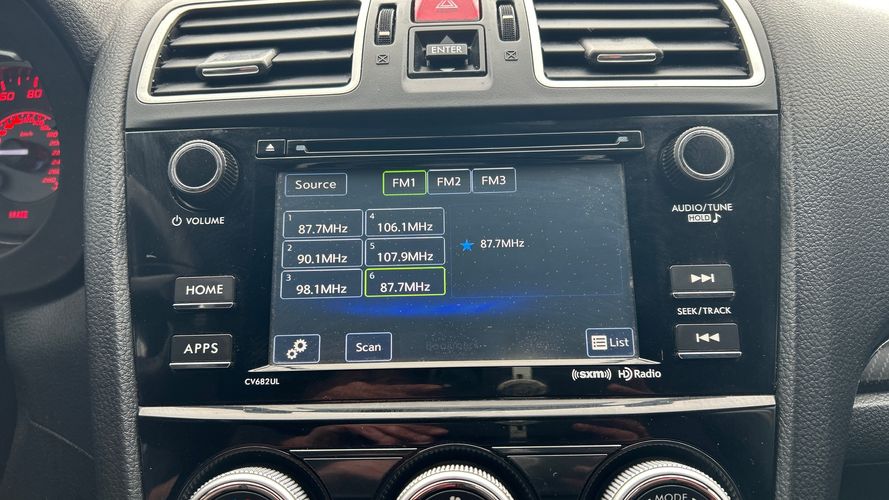 ENTER
60 80
km/h
BRAKE
VOLUME
AUDIO/TUNE
HOLD
Source
FM1
FM2
FM3
1
87.7MHz
4
106.1MHz
2
90.1MHz
5
107.9MHz
3
98.1MHz
6
87.7MHz
87.7MHz
HOME
APPS
SEEK/TRACK
Scan
List
CV682UL
((sxm))
HD Radio
MODE